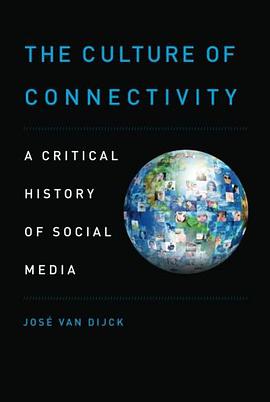 THE CULTURE OF
CONNECTIVITY
A CRITICAL
HISTORY
OF SOCIAL
MEDIA
JOSÉ VAN DIJCK